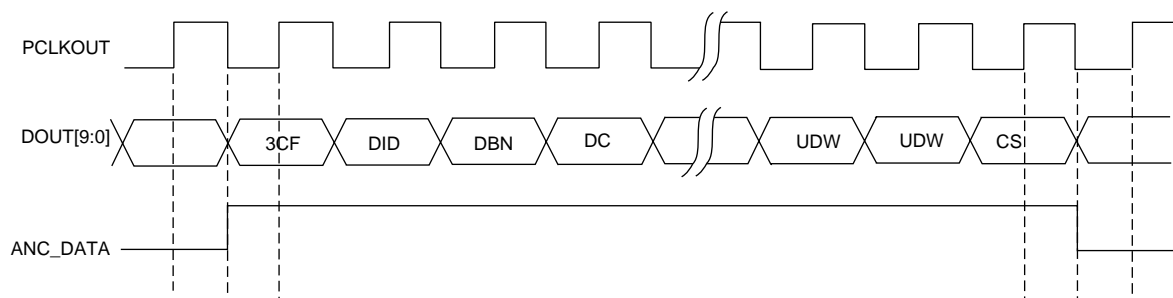 PCLKOUT
DOUT[9:0]
3CF DID DBN DC UDW UDW CS
ANC_DATA